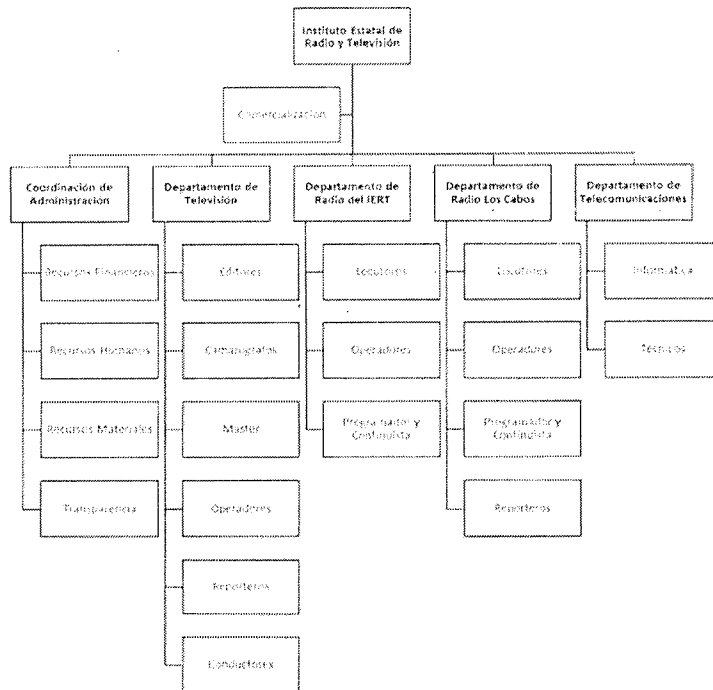 Instituto Estatal de
Radio y Televisión
Comercialización
Coordinación de
Administración
Departamento de
Televisión
Departamento de
Radio del IERT
Departamento de
Radio Los Cabos
Departamento de
Telecomunicaciones
Recursos Financieros
Editores
Locutores
Locutores
Informática
Recursos Humanos
Camarógrafos
Operadores
Operadores
Técnicos
Recursos Materiales
Master
Programador y
Continuista
Programador y
Continuista
Transparencia
Operadores
Reporteros
Reporteros
Conductores